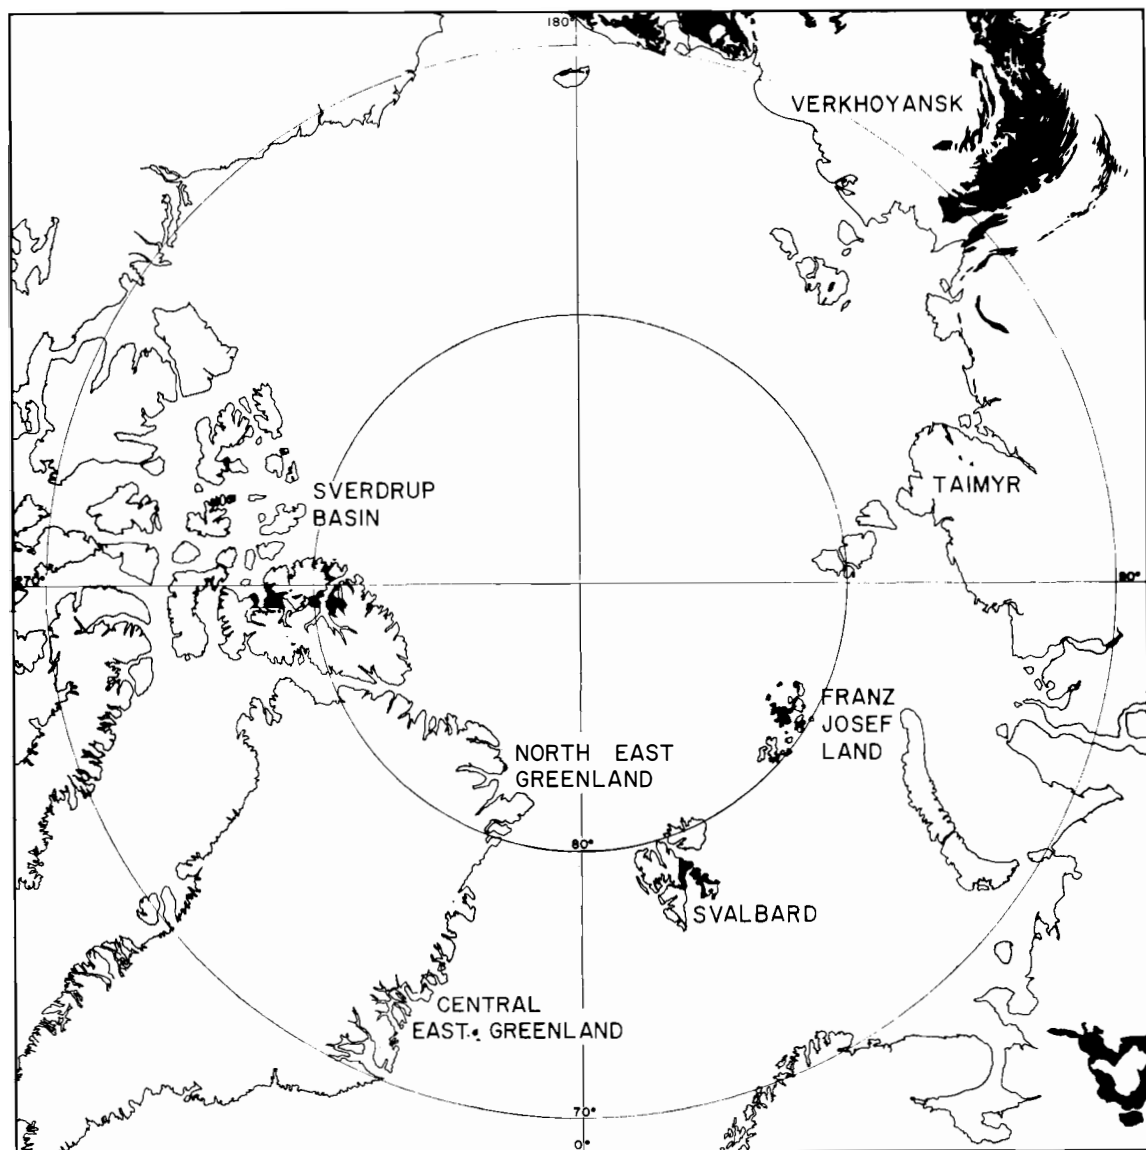 180°
VERKHOYANSK
SVERDRUP
BASIN
TAIMYR
270°
90°
FRANZ
JOSEF
LAND
NORTH EAST
GREENLAND
80°
SVALBARD
CENTRAL
EAST GREENLAND
70°
0°